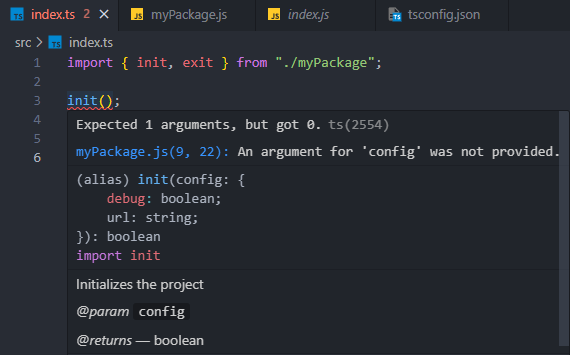 TS index.ts 2 ×
JS myPackage.js
JS index.js
TS tsconfig.json
src > TS index.ts
1 import { init, exit } from "./myPackage";
2
3 init();
4
5
6
Expected 1 arguments, but got 0. ts(2554)
myPackage.js(9, 22): An argument for 'config' was not provided.
(alias) init(config: {
debug: boolean;
url: string;
}): boolean
import init
Initializes the project
@param config
@returns — boolean